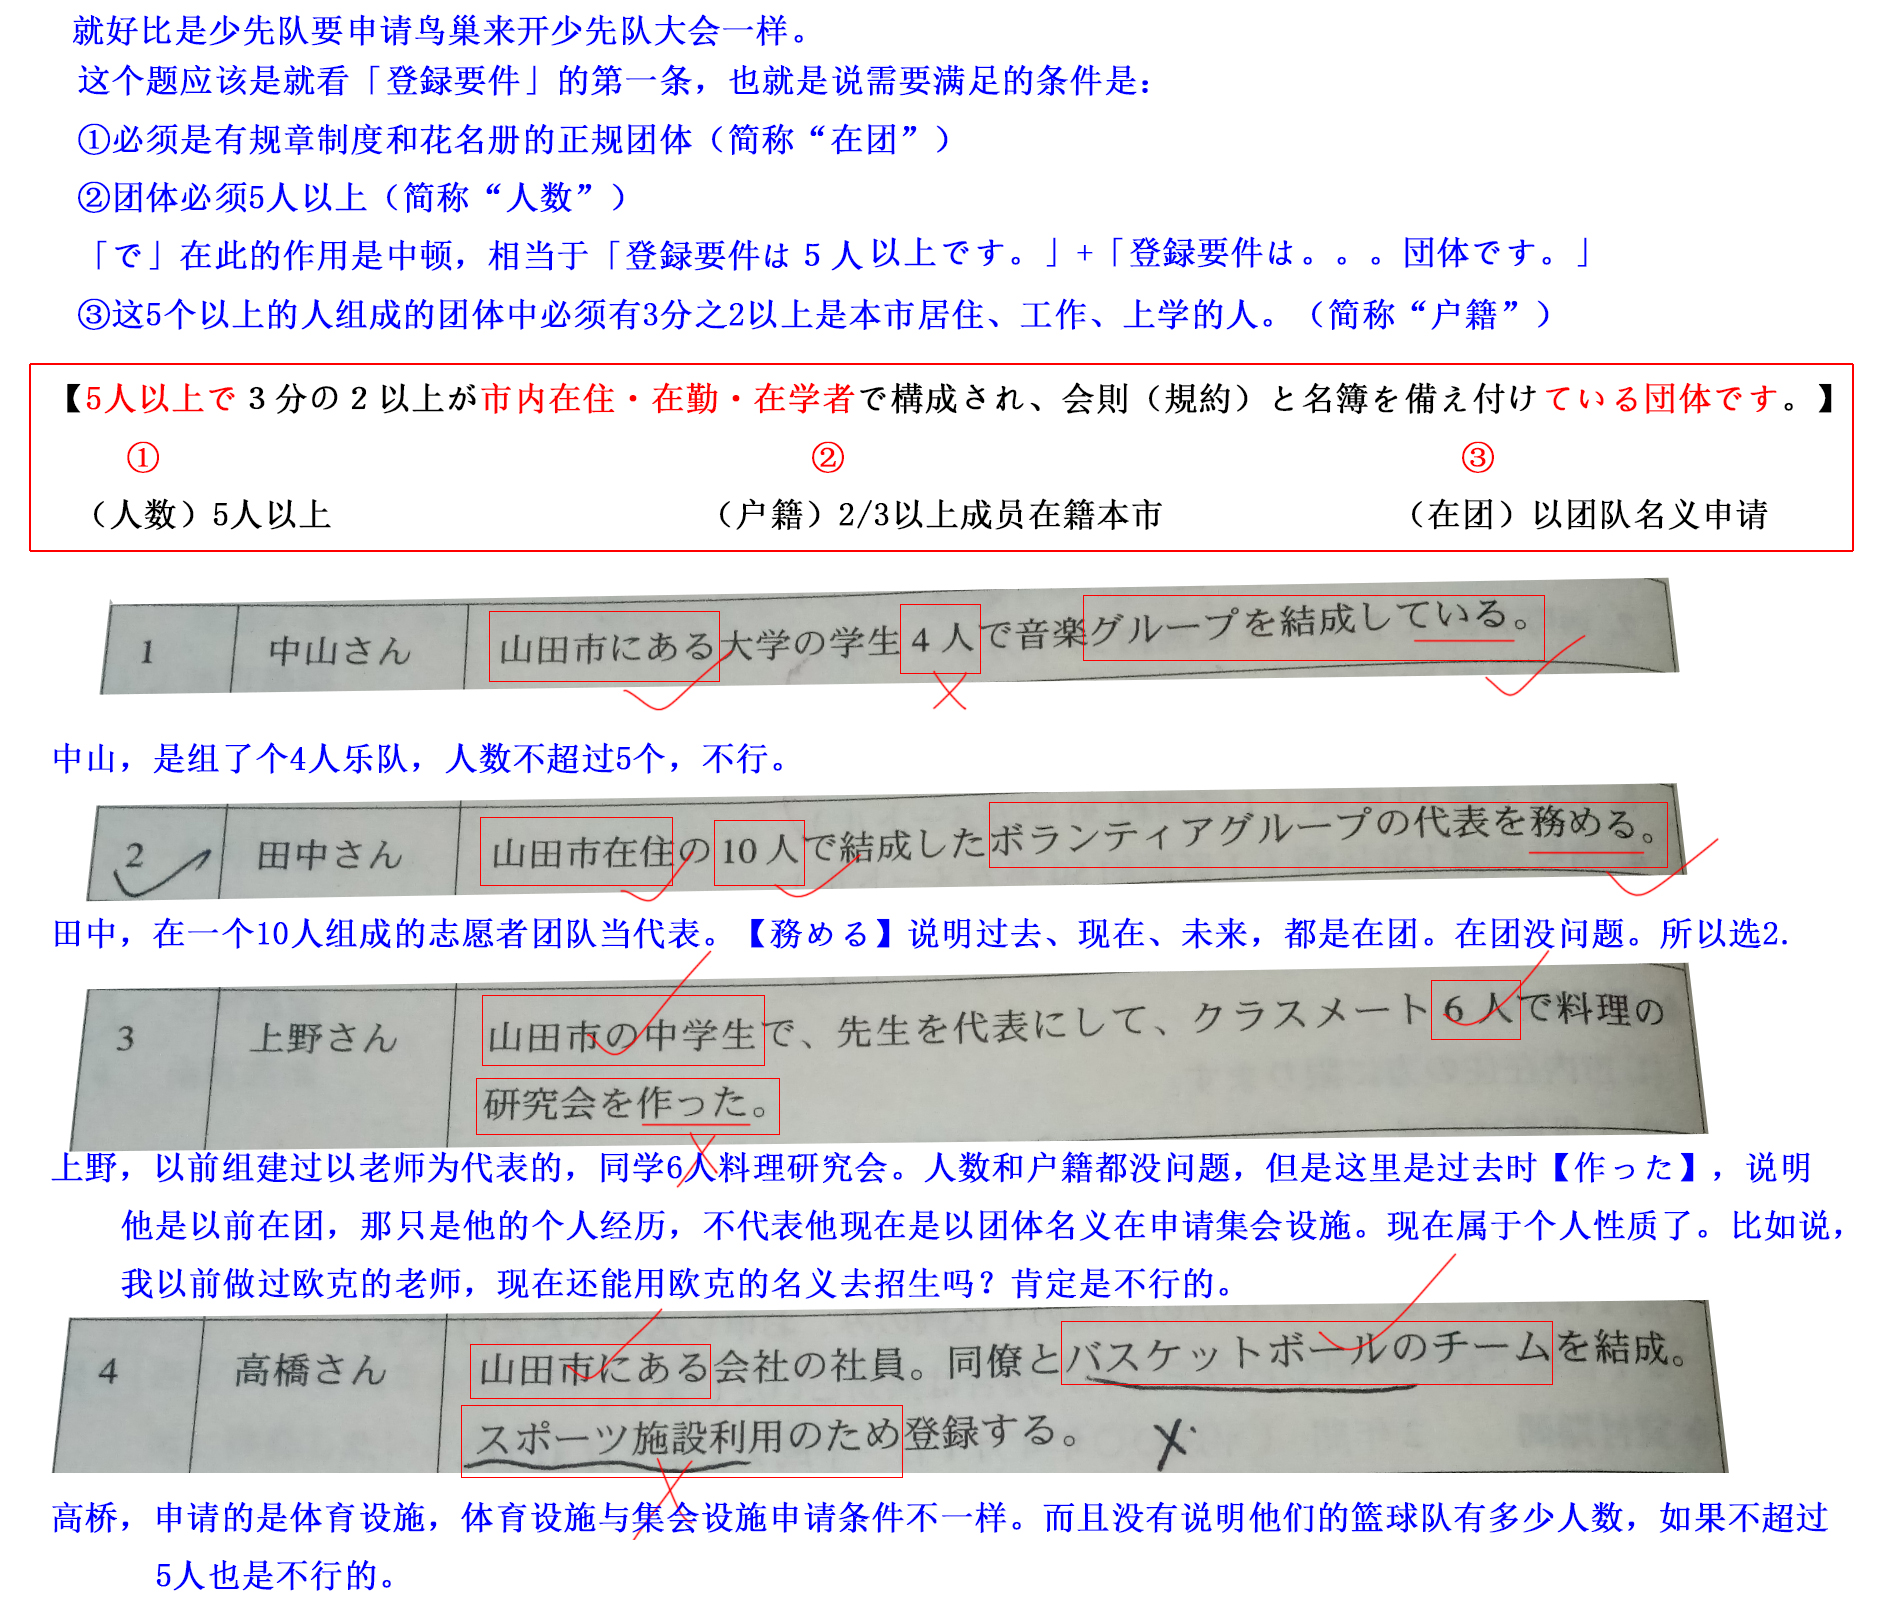 就好比是少先队要申请鸟巢来开少先队大会一样。
这个题应该是就看「登録要件」的第一条，也就是说需要满足的条件是：
①必须是有规章制度和花名册的正规团体（简称“在团”）
②团体必须5人以上（简称“人数”）
「で」在此的作用是中顿，相当于「登録要件は５人以上です。」+「登録要件は。。。団体です。」
③这5个以上的人组成的团体中必须有3分之2以上是本市居住、工作、上学的人。（简称“户籍”）
【5人以上で３分の２以上が市内在住・在勤・在学者で構成され、会則（規約）と名簿を備え付けている団体です。】
① ② ③
（人数）5人以上 （户籍）2/3以上成员在籍本市 （在团）以团队名义申请
1 中山さん 山田市にある大学の学生4人で音楽グループを結成している。
中山，是组了个4人乐队，人数不超过5个，不行。
2 田中さん 山田市在住の10人で結成したボランティアグループの代表を務める。
田中，在一个10人组成的志愿者团队当代表。【務める】说明过去、现在、未来，都是在团。在团没问题。所以选2.
3 上野さん 山田市の中学生で、先生を代表にして、クラスメート6人で料理の
研究会を作った。
上野，以前组建过以老师为代表的，同学6人料理研究会。人数和户籍都没问题，但是这里是过去时【作った】，说明
他是以前在团，那只是他的个人经历，不代表他现在是以团体名义在申请集会设施。现在属于个人性质了。比如说，
我以前做过欧克的老师，现在还能用欧克的名义去招生吗？肯定是不行的。
4 高橋さん 山田市にある会社の社員。同僚とバスケットボールのチームを結成。
スポーツ施設利用のため登録する。
高桥，申请的是体育设施，体育设施与集会设施申请条件不一样。而且没有说明他们的篮球队有多少人数，如果不超过
5人也是不行的。